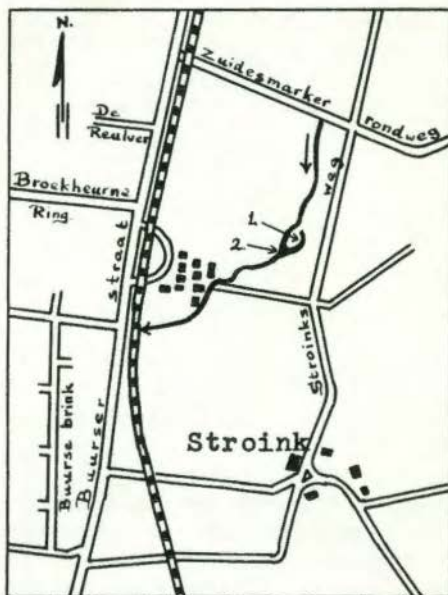 N.
Zuidesmarker
rondweg
De
Reulver
Broekheurne
Ring
straat
weg
1
2
Stroinks
Buurse brink
Buurser
Stroink